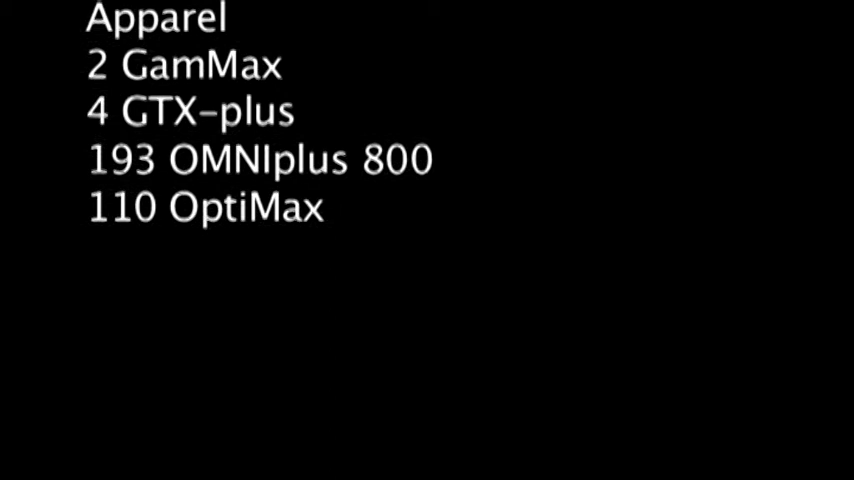 Apparel
2 GamMax
4 GTX-plus
193 OMNIplus 800
110 OptiMax